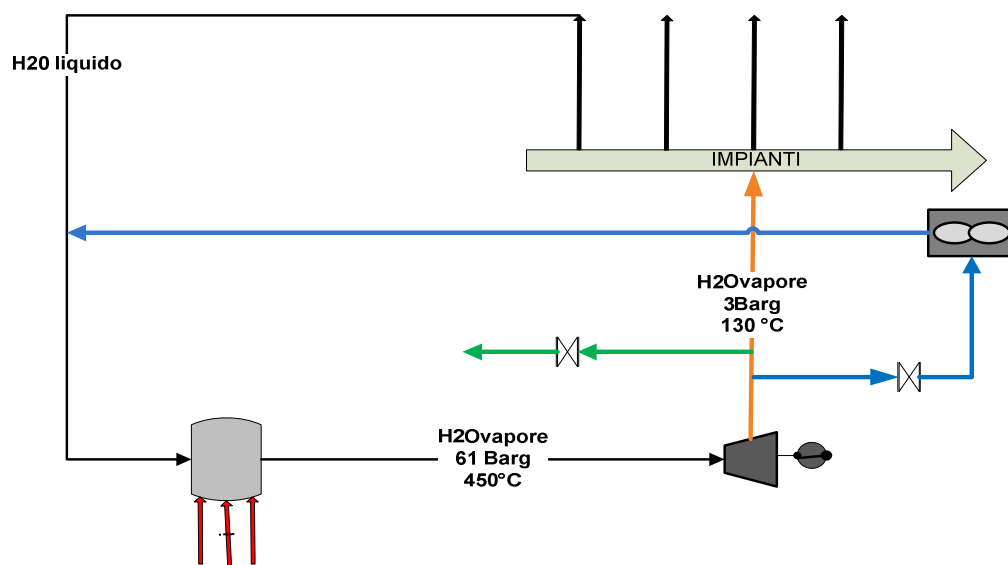 H20 liquido
IMPIANTI
H2Ovapore
3Barg
130 °C
H2Ovapore
61 Barg
450°C